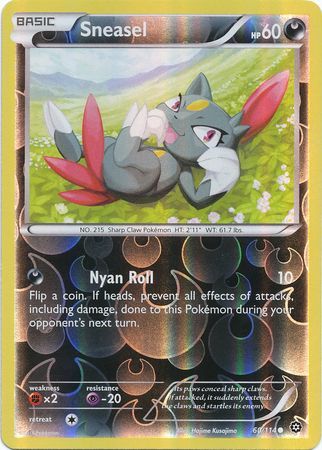 BASIC
Sneasel
HP60
NO. 215 Sharp Claw Pokémon HT: 2'11" WT: 61.7 lbs.
Nyan Roll 10
Flip a coin. If heads, prevent all effects of attacks,
including damage, done to this Pokémon during your
opponent's next turn.
weakness
×2
resistance
-20
Its paws conceal sharp claws.
If attacked, it suddenly extends
the claws and startles its enemy.
retreat
Illus. Hajime Kusajima
60/114